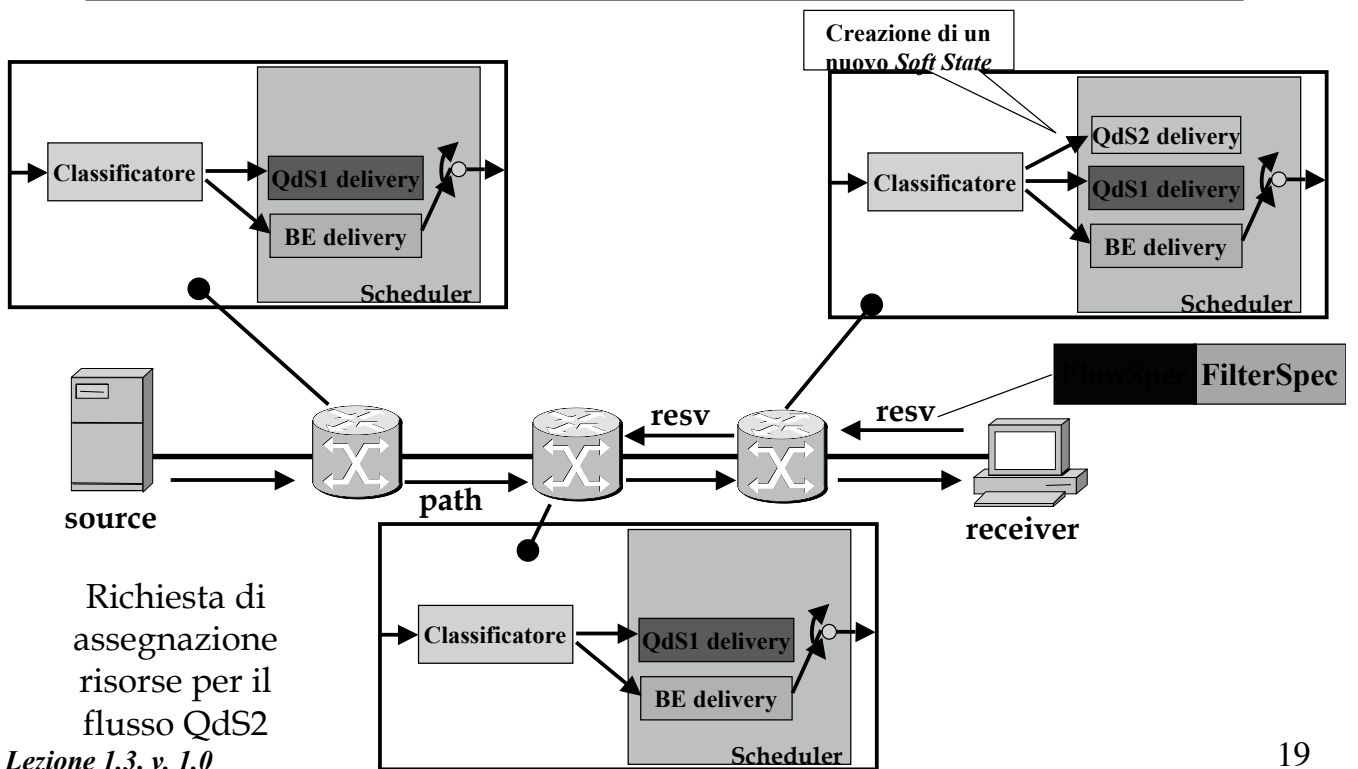 Creazione di un
nuovo Soft State
Classificatore
QdS1 delivery
BE delivery
Scheduler
Classificatore
QdS2 delivery
QdS1 delivery
BE delivery
Scheduler
FlowSpec FilterSpec
resv
resv
path
source
receiver
Classificatore
QdS1 delivery
BE delivery
Scheduler
Richiesta di
assegnazione
risorse per il
flusso QdS2
Lezione 1.3, v. 1.0
19